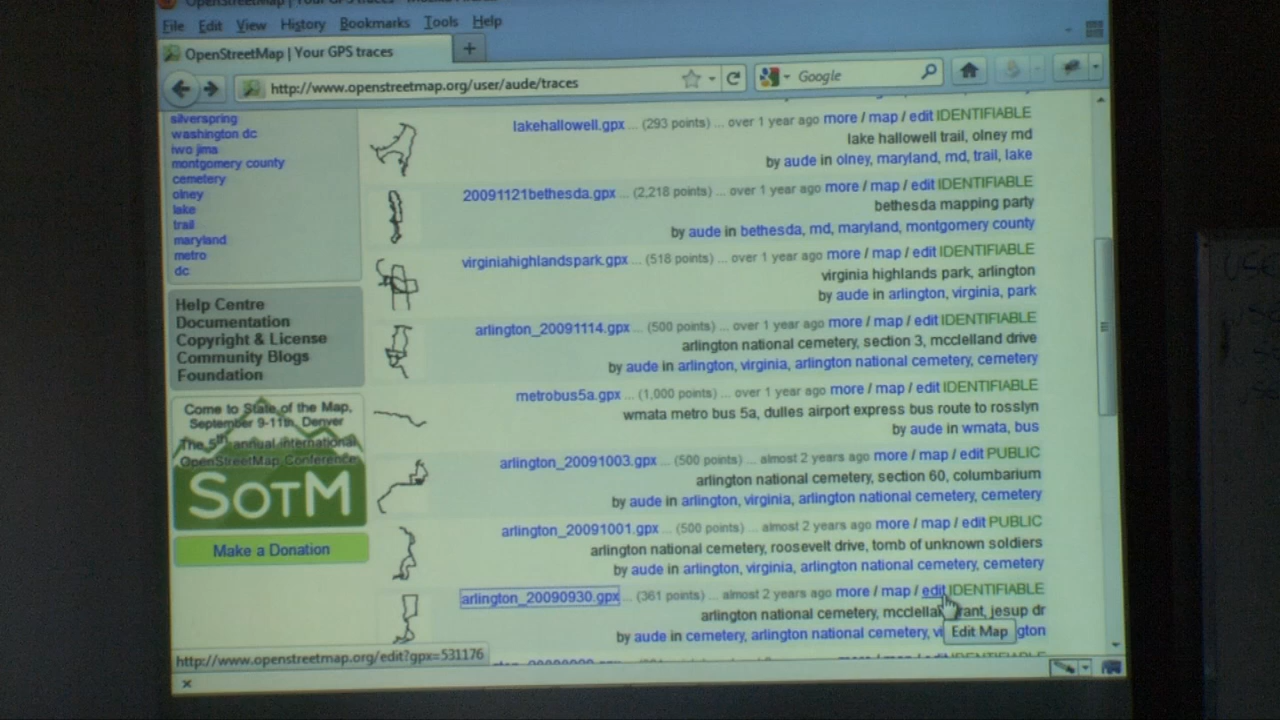 OpenStreetMap | Your GPS traces
File Edit View History Bookmarks Tools Help
OpenStreetMap | Your GPS traces +
http://www.openstreetmap.org/user/aude/traces Google
silverspring
washington dc
iwo jima
montgomery county
cemetery
olney
lake
trail
maryland
metro
dc
Help Centre
Documentation
Copyright & License
Community Blogs
Foundation
Come to State of the Map,
September 9-11th, Denver
The 5th annual international
OpenStreetMap Conference
SOTM
Make a Donation
lakehallowell.gpx ... (293 points) ... over 1 year ago more / map / edit IDENTIFIABLE
lake hallowell trail, olney md
by aude in olney, maryland, md, trail, lake
20091121bethesda.gpx ... (2,218 points) ... over 1 year ago more / map / edit IDENTIFIABLE
bethesda mapping party
by aude in bethesda, md, maryland, montgomery county
virginiahighlandspark.gpx ... (518 points) ... over 1 year ago more / map / edit IDENTIFIABLE
virginia highlands park, arlington
by aude in arlington, virginia, park
arlington_20091114.gpx ... (500 points) ... over 1 year ago more / map / edit IDENTIFIABLE
arlington national cemetery, section 3, mcclelland drive
by aude in arlington, virginia, arlington national cemetery, cemetery
metrobus5a.gpx ... (1,000 points) ... over 1 year ago more / map / edit IDENTIFIABLE
wmata metro bus 5a, dulles airport express bus route to rosslyn
by aude in wmata, bus
arlington_20091003.gpx ... (500 points) ... almost 2 years ago more / map / edit PUBLIC
arlington national cemetery, section 60, columbarium
by aude in arlington, virginia, arlington national cemetery, cemetery
arlington_20091001.gpx ... (500 points) ... almost 2 years ago more / map / edit PUBLIC
arlington national cemetery, roosevelt drive, tomb of unknown soldiers
by aude in arlington, virginia, arlington national cemetery, cemetery
arlington_20090930.gpx ... (361 points) ... almost 2 years ago more / map / edit IDENTIFIABLE
arlington national cemetery, jesup dr
by aude in cemetery, arlington national cemetery,
Edit Map
http://www.openstreetmap.org/edit?gpx=531176